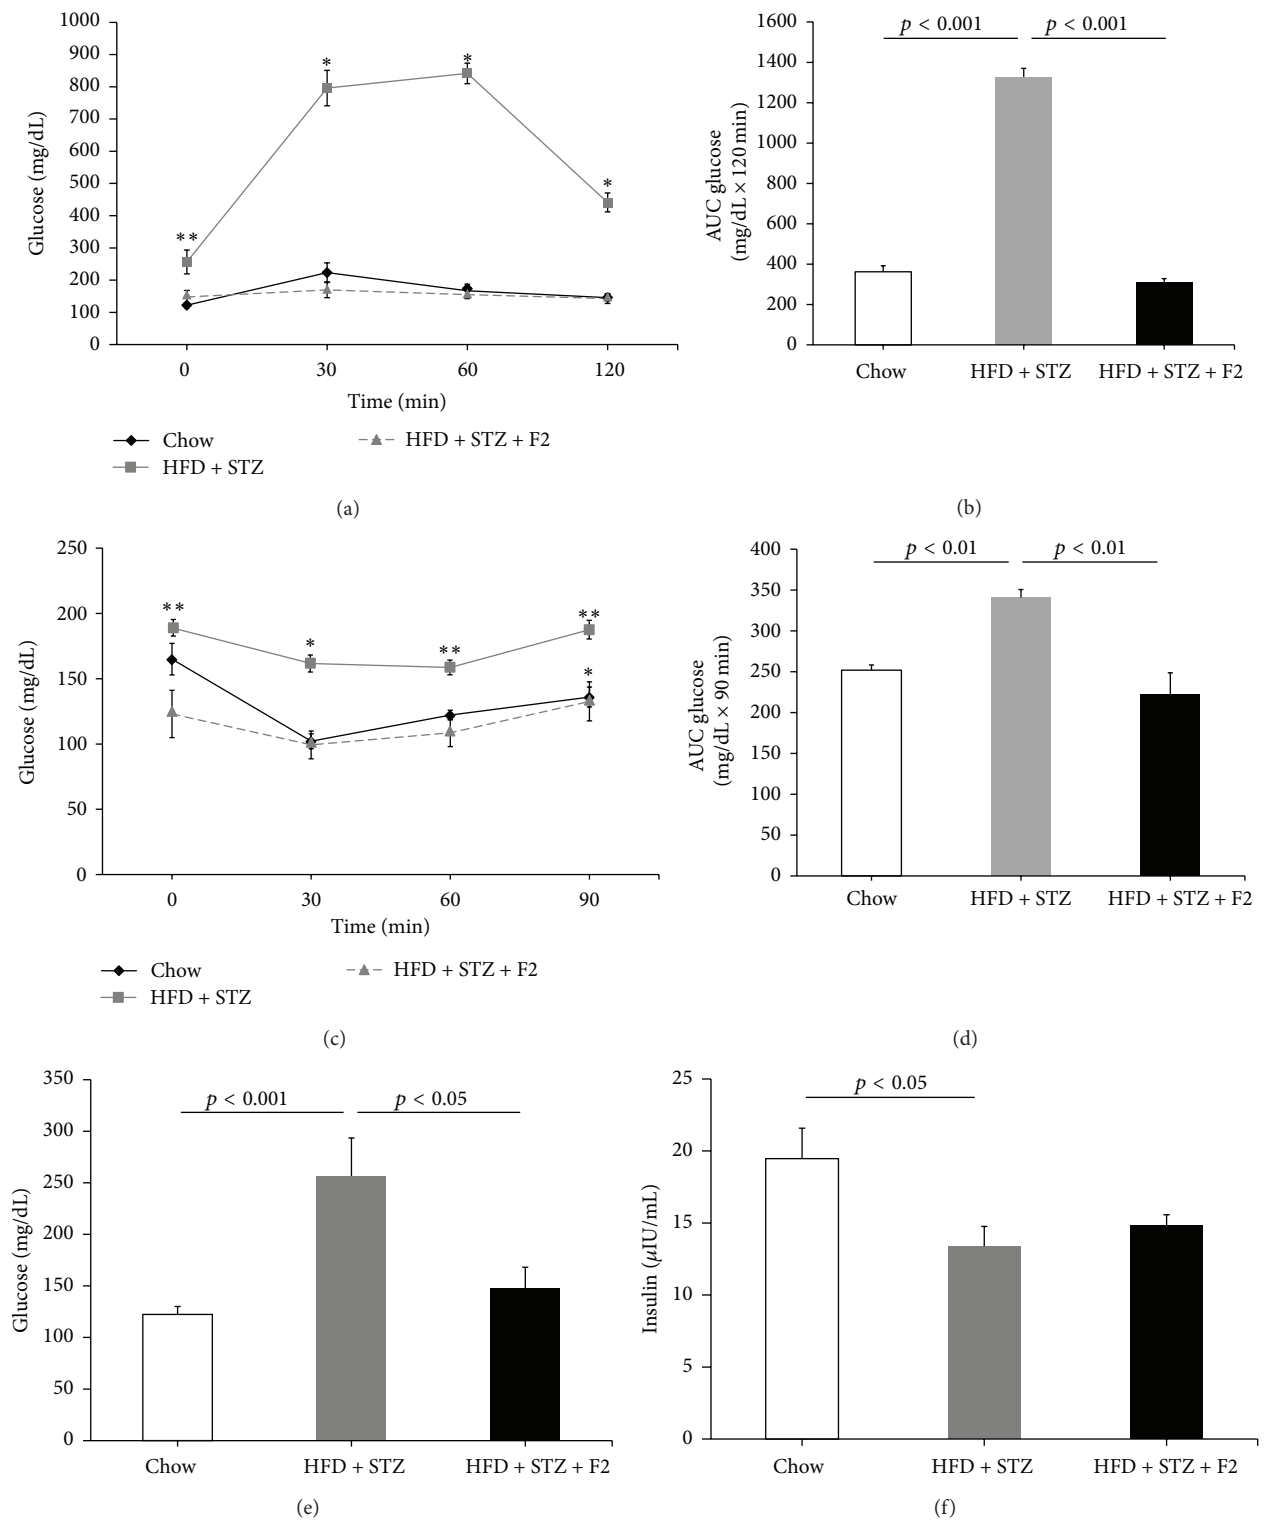 1000
900
800
700
600
500
400
300
200
100
0
Glucose (mg/dL)
**
*
*
*
0 30 60 120
Time (min)
Chow
HFD + STZ
HFD + STZ + F2
(a)
1600
1400
1200
1000
800
600
400
200
0
AUC glucose
(mg/dL × 120 min)
p < 0.001 p < 0.001
Chow HFD + STZ HFD + STZ + F2
(b)
250
200
150
100
50
0
Glucose (mg/dL)
**
*
**
**
*
0 30 60 90
Time (min)
Chow
HFD + STZ
HFD + STZ + F2
(c)
400
350
300
250
200
150
100
50
0
AUC glucose
(mg/dL × 90 min)
p < 0.01 p < 0.01
Chow HFD + STZ HFD + STZ + F2
(d)
350
300
250
200
150
100
50
0
Glucose (mg/dL)
p < 0.001 p < 0.05
Chow HFD + STZ HFD + STZ + F2
(e)
25
20
15
10
5
0
Insulin (μIU/mL)
p < 0.05
Chow HFD + STZ HFD + STZ + F2
(f)